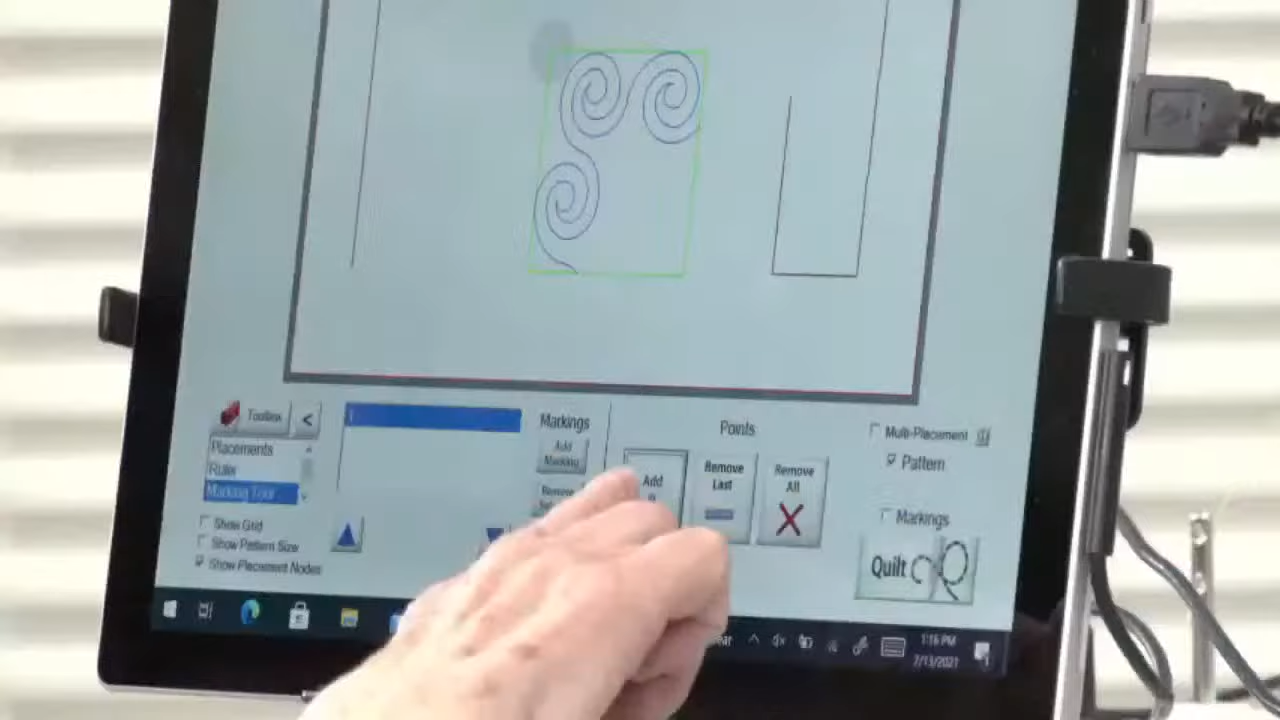 Toolbox
<
Placements
Ruler
Marking Tool
Show Grid
Show Pattern Size
Show Placement Nodes
Markings
Add
Marking
Remove
Points
Add
Remove
Last
Remove
All
Multi-Placement
Pattern
Markings
Quilt
1:16 PM
7/13/2021